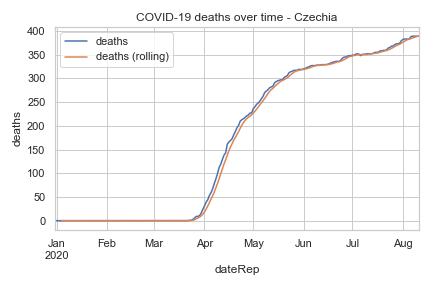 COVID-19 deaths over time - Czechia
deaths
deaths (rolling)
400
350
300
250
200
150
100
50
0
deaths
Jan Feb Mar Apr May Jun Jul Aug
2020
dateRep